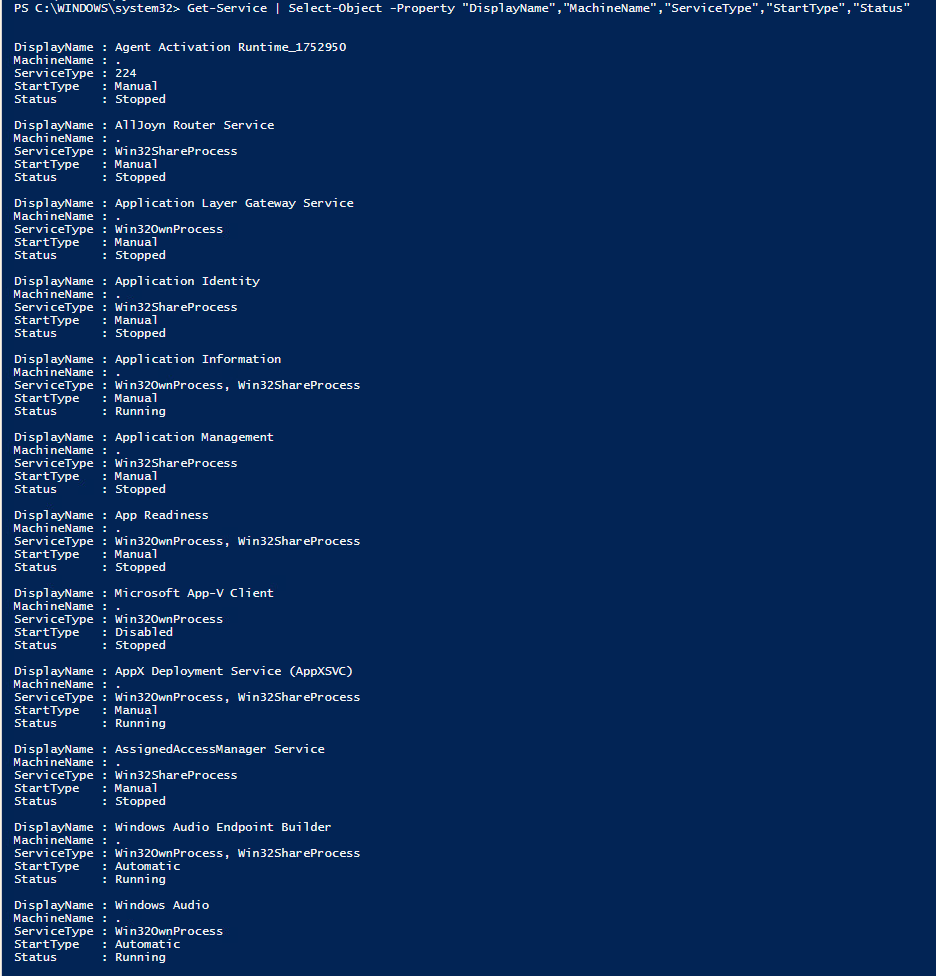 PS C:\WINDOWS\system32> Get-Service | Select-Object -Property "DisplayName","MachineName","ServiceType","StartType","Status"
DisplayName : Agent Activation Runtime_1752950
MachineName : .
ServiceType : 224
StartType   : Manual
Status      : Stopped
DisplayName : AllJoyn Router Service
MachineName : .
ServiceType : Win32ShareProcess
StartType   : Manual
Status      : Stopped
DisplayName : Application Layer Gateway Service
MachineName : .
ServiceType : Win32OwnProcess
StartType   : Manual
Status      : Stopped
DisplayName : Application Identity
MachineName : .
ServiceType : Win32ShareProcess
StartType   : Manual
Status      : Stopped
DisplayName : Application Information
MachineName : .
ServiceType : Win32OwnProcess, Win32ShareProcess
StartType   : Manual
Status      : Running
DisplayName : Application Management
MachineName : .
ServiceType : Win32ShareProcess
StartType   : Manual
Status      : Stopped
DisplayName : App Readiness
MachineName : .
ServiceType : Win32OwnProcess, Win32ShareProcess
StartType   : Manual
Status      : Stopped
DisplayName : Microsoft App-V Client
MachineName : .
ServiceType : Win32OwnProcess
StartType   : Disabled
Status      : Stopped
DisplayName : AppX Deployment Service (AppXSVC)
MachineName : .
ServiceType : Win32OwnProcess, Win32ShareProcess
StartType   : Manual
Status      : Running
DisplayName : AssignedAccessManager Service
MachineName : .
ServiceType : Win32ShareProcess
StartType   : Manual
Status      : Stopped
DisplayName : Windows Audio Endpoint Builder
MachineName : .
ServiceType : Win32OwnProcess, Win32ShareProcess
StartType   : Automatic
Status      : Running
DisplayName : Windows Audio
MachineName : .
ServiceType : Win32OwnProcess
StartType   : Automatic
Status      : Running